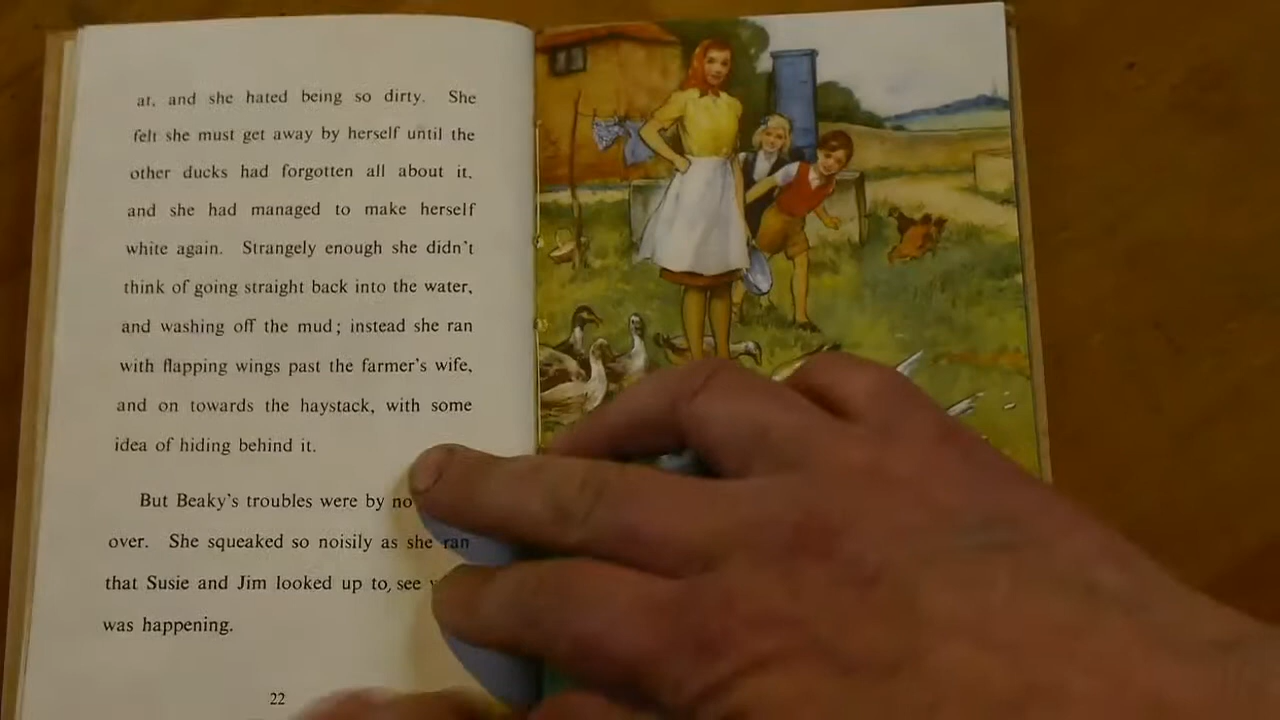 at, and she hated being so dirty. She
felt she must get away by herself until the
other ducks had forgotten all about it,
and she had managed to make herself
white again. Strangely enough she didn't
think of going straight back into the water,
and washing off the mud; instead she ran
with flapping wings past the farmer's wife,
and on towards the haystack, with some
idea of hiding behind it.
But Beaky's troubles were by no
over. She squeaked so noisily as she ran
that Susie and Jim looked up to see
was happening.
22